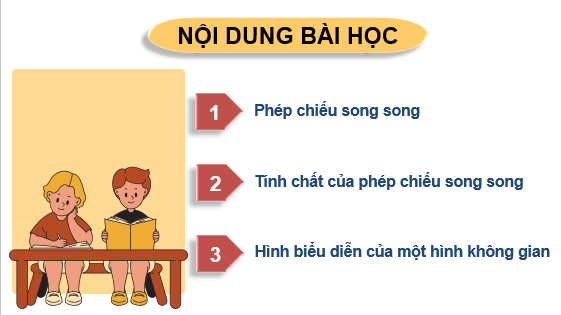 NỘI DUNG BÀI HỌC
1 Phép chiếu song song
2 Tính chất của phép chiếu song song
3 Hình biểu diễn của một hình không gian